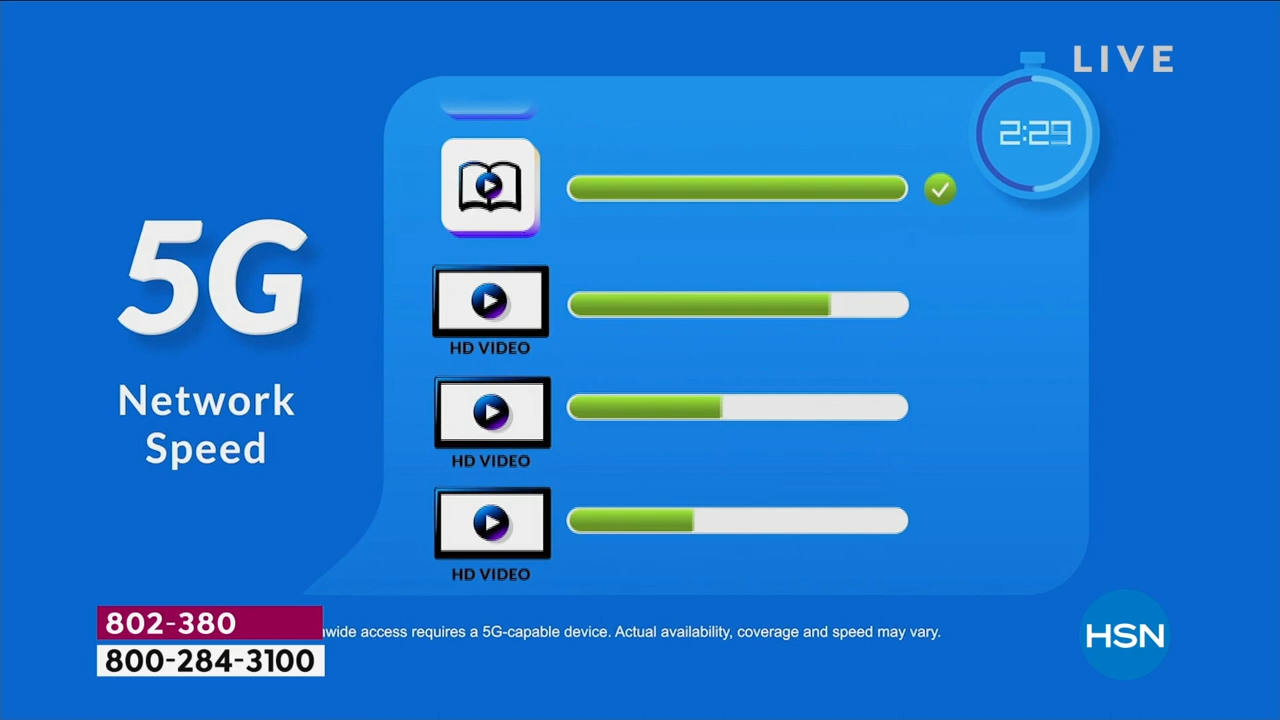 LIVE
2:29
5G
Network
Speed
HD VIDEO
HD VIDEO
HD VIDEO
802-380
800-284-3100
access requires a 5G-capable device. Actual availability, coverage and speed may vary.
HSN